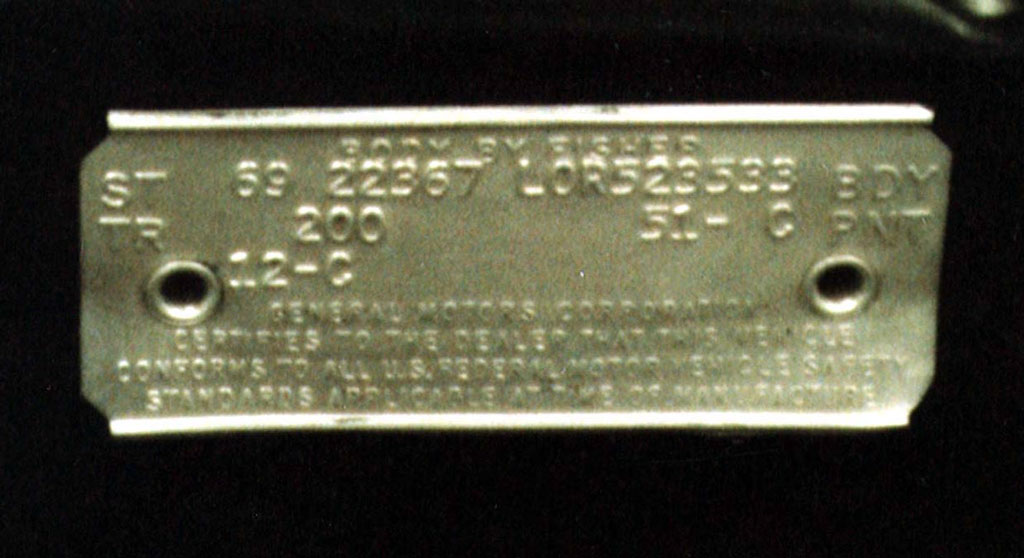 BODY BY FISHER
ST 69 22367 LOR523533 BDY
TR 200 51- C PNT
12-C
GENERAL MOTORS CORPORATION
CERTIFIES TO THE DEALER THAT THIS VEHICLE
CONFORMS TO ALL U.S. FEDERAL MOTOR VEHICLE SAFETY
STANDARDS APPLICABLE AT TIME OF MANUFACTURE